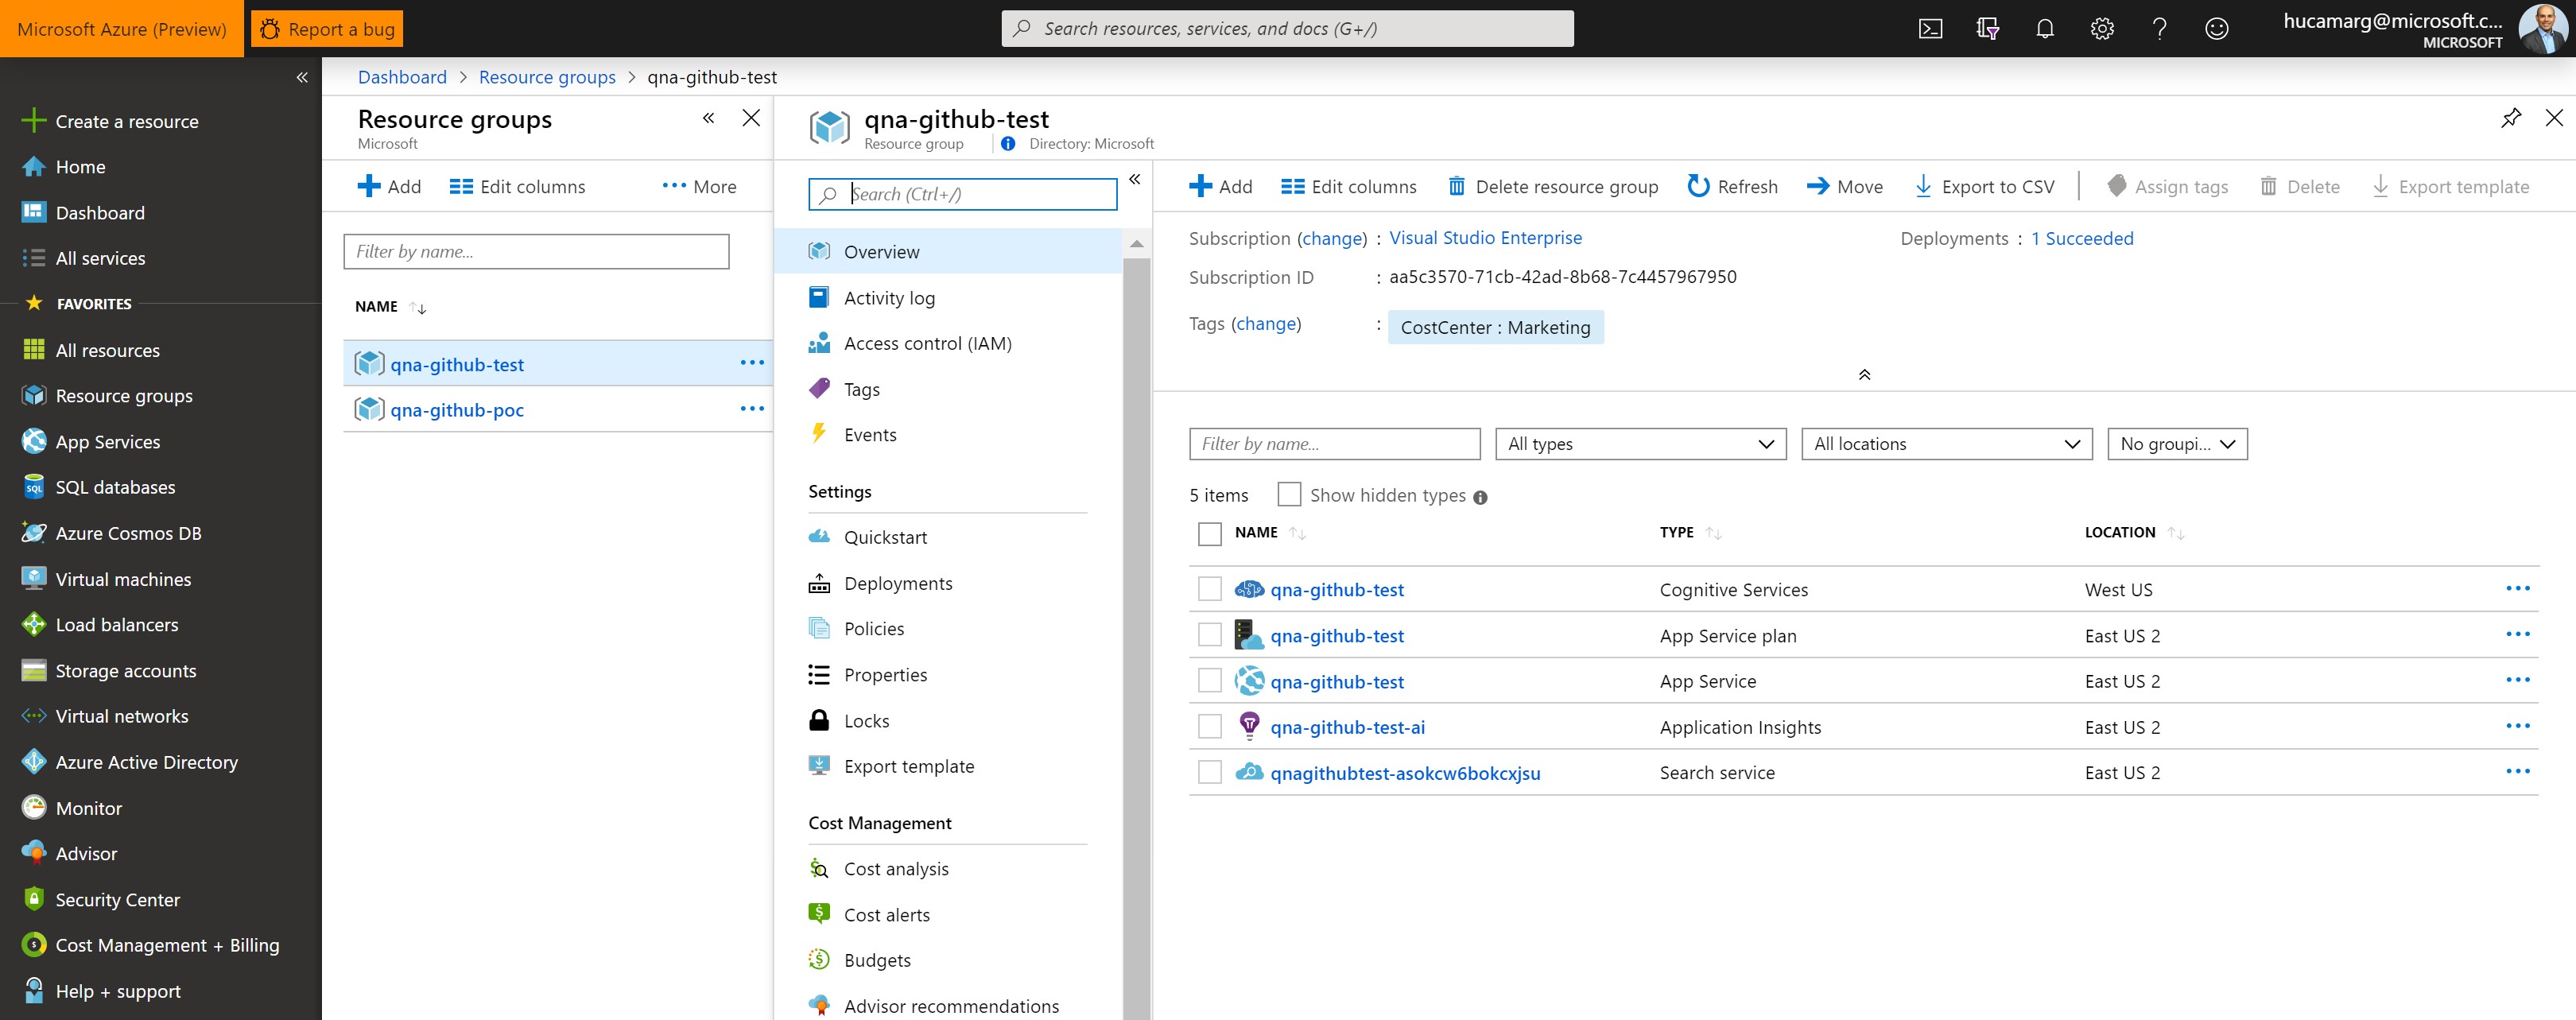 Microsoft Azure (Preview)
Report a bug
Search resources, services, and docs (G+/)
hucamarg@microsoft.c...
MICROSOFT
Dashboard > Resource groups > qna-github-test
Create a resource
Home
Dashboard
All services
FAVORITES
All resources
Resource groups
App Services
SQL databases
Azure Cosmos DB
Virtual machines
Load balancers
Storage accounts
Virtual networks
Azure Active Directory
Monitor
Advisor
Security Center
Cost Management + Billing
Help + support
Resource groups
Microsoft
Add Edit columns ••• More
Filter by name...
NAME
qna-github-test
qna-github-poc
qna-github-test
Resource group Directory: Microsoft
Search (Ctrl+/)
Overview
Activity log
Access control (IAM)
Tags
Events
Settings
Quickstart
Deployments
Policies
Properties
Locks
Export template
Cost Management
Cost analysis
Cost alerts
Budgets
Advisor recommendations
Add Edit columns Delete resource group Refresh Move Export to CSV Assign tags Delete Export template
Subscription (change) : Visual Studio Enterprise
Deployments : 1 Succeeded
Subscription ID : aa5c3570-71cb-42ad-8b68-7c4457967950
Tags (change) : CostCenter : Marketing
Filter by name... All types All locations No groupi...
5 items Show hidden types
NAME TYPE LOCATION
qna-github-test Cognitive Services West US
qna-github-test App Service plan East US 2
qna-github-test App Service East US 2
qna-github-test-ai Application Insights East US 2
qnagithubtest-asokcw6bokcxjsu Search service East US 2